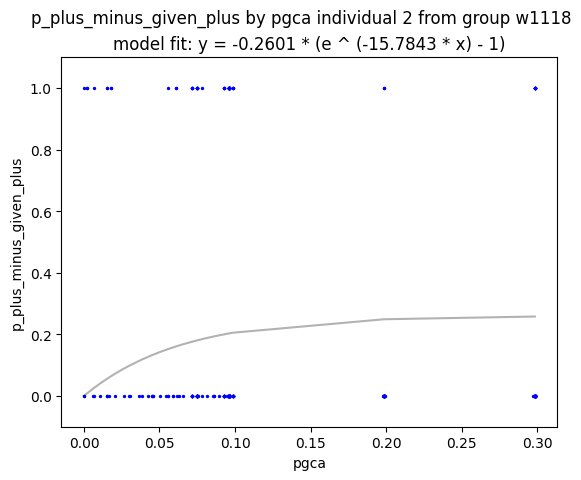 p_plus_minus_given_plus by pgca individual 2 from group w1118
model fit: y = -0.2601 * (e ^ (-15.7843 * x) - 1)
1.0
0.8
0.6
0.4
0.2
0.0
p_plus_minus_given_plus
0.00 0.05 0.10 0.15 0.20 0.25 0.30
pgca